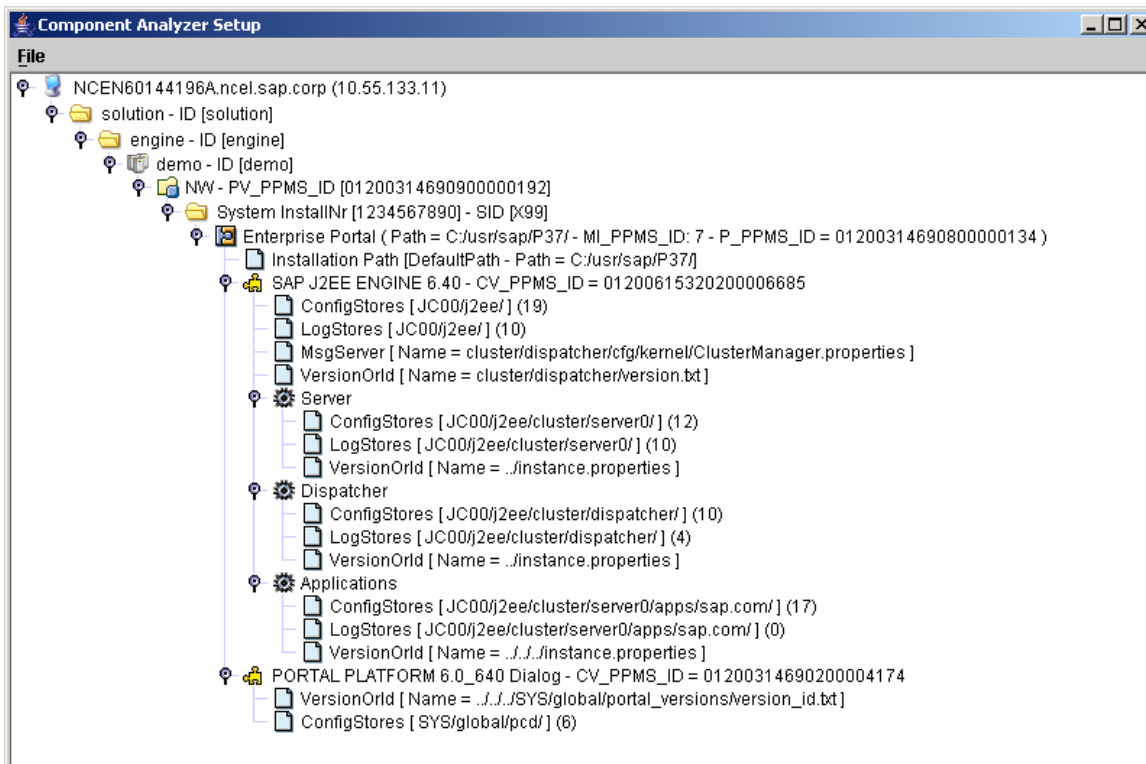 Component Analyzer Setup
File
NCEN60144196A.ncel.sap.corp (10.55.133.11)
solution - ID [solution]
engine - ID [engine]
demo - ID [demo]
NW - PV_PPMS_ID [01200314690900000192]
System InstallNr [1234567890] - SID [X99]
Enterprise Portal ( Path = C:/usr/sap/P37/ - MI_PPMS_ID: 7 - P_PPMS_ID = 01200314690800000134 )
Installation Path [DefaultPath - Path = C:/usr/sap/P37/]
SAP J2EE ENGINE 6.40 - CV_PPMS_ID = 01200615320200006685
ConfigStores [ JC00/j2ee/ ] (19)
LogStores [ JC00/j2ee/ ] (10)
MsgServer [ Name = cluster/dispatcher/cfg/kernel/ClusterManager.properties ]
VersionOrId [ Name = cluster/dispatcher/version.txt ]
Server
ConfigStores [ JC00/j2ee/cluster/server0/ ] (12)
LogStores [ JC00/j2ee/cluster/server0/ ] (10)
VersionOrId [ Name = ../instance.properties ]
Dispatcher
ConfigStores [ JC00/j2ee/cluster/dispatcher/ ] (10)
LogStores [ JC00/j2ee/cluster/dispatcher/ ] (4)
VersionOrId [ Name = ../instance.properties ]
Applications
ConfigStores [ JC00/j2ee/cluster/server0/apps/sap.com/ ] (17)
LogStores [ JC00/j2ee/cluster/server0/apps/sap.com/ ] (0)
VersionOrId [ Name = ../../../instance.properties ]
PORTAL PLATFORM 6.0_640 Dialog - CV_PPMS_ID = 01200314690200004174
VersionOrId [ Name = ../../../SYS/global/portal_versions/version_id.txt ]
ConfigStores [ SYS/global/pcd/ ] (6)